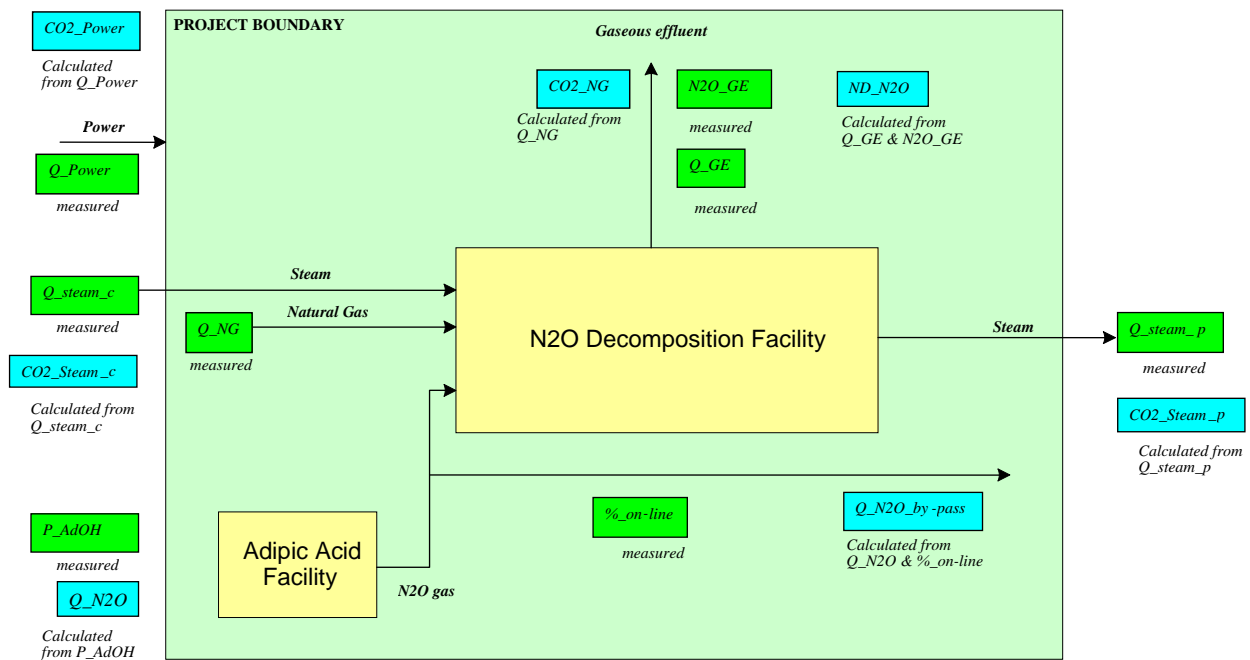 CO2_Power
Calculated
from Q_Power
Power
Q_Power
measured
Q_steam_c
measured
CO2_Steam_c
Calculated from
Q_steam_c
P_AdOH
measured
Q_N2O
Calculated
from P_AdOH
PROJECT BOUNDARY
Gaseous effluent
CO2_NG
Calculated from
Q_NG
N2O_GE
measured
Q_GE
measured
ND_N2O
Calculated from
Q_GE & N2O_GE
Steam
Natural Gas
Q_NG
measured
N2O Decomposition Facility
Steam
Q_steam_p
measured
CO2_Steam_p
Calculated from
Q_steam_p
Adipic Acid
Facility
N2O gas
%_on-line
measured
Q_N2O_by-pass
Calculated from
Q_N2O & %_on-line